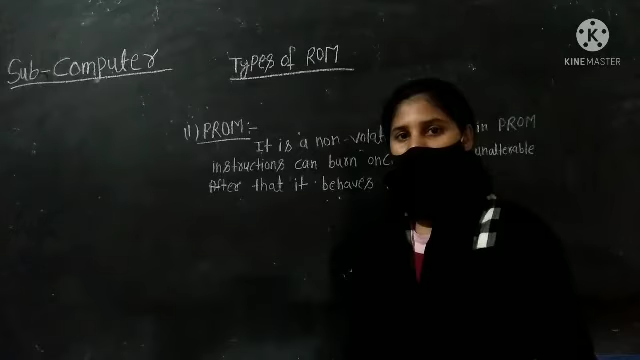 Sub-Computer
Types of ROM
(1) PROM:-
It is a non-volat in PROM
instructions can burn onc unalterable
After that it behaves
K
KINEMASTER